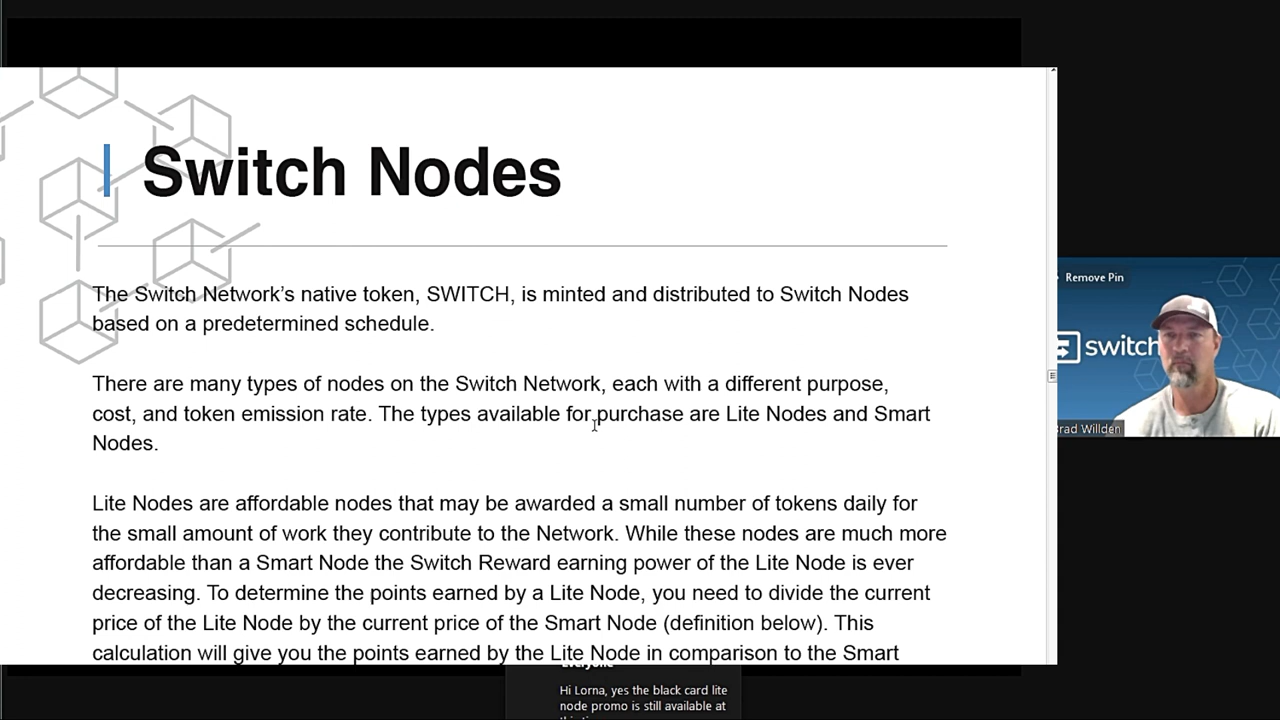 Switch Nodes
The Switch Network's native token, SWITCH, is minted and distributed to Switch Nodes
based on a predetermined schedule.
There are many types of nodes on the Switch Network, each with a different purpose,
cost, and token emission rate. The types available for purchase are Lite Nodes and Smart
Nodes.
Lite Nodes are affordable nodes that may be awarded a small number of tokens daily for
the small amount of work they contribute to the Network. While these nodes are much more
affordable than a Smart Node the Switch Reward earning power of the Lite Node is ever
decreasing. To determine the points earned by a Lite Node, you need to divide the current
price of the Lite Node by the current price of the Smart Node (definition below). This
calculation will give you the points earned by the Lite Node in comparison to the Smart
Remove Pin
switch
Brad Willden
Everyone
Hi Lorna, yes the black card lite
node promo is still available at